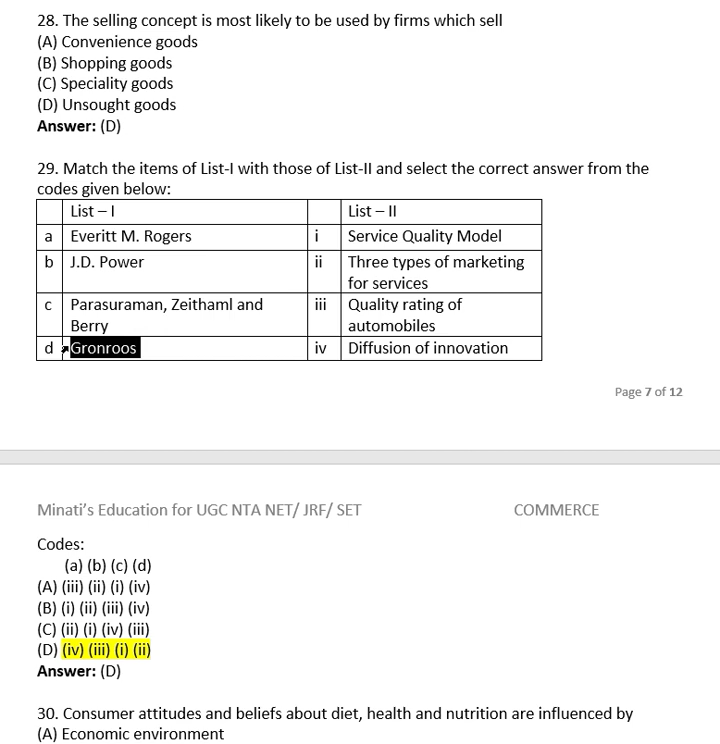 28. The selling concept is most likely to be used by firms which sell
(A) Convenience goods
(B) Shopping goods
(C) Speciality goods
(D) Unsought goods
Answer: (D)
29. Match the items of List-I with those of List-II and select the correct answer from the
codes given below:
List – I List – II
a Everitt M. Rogers i Service Quality Model
b J.D. Power ii Three types of marketing
for services
c Parasuraman, Zeithaml and iii Quality rating of
Berry automobiles
d Gronroos iv Diffusion of innovation
Page 7 of 12
Minati's Education for UGC NTA NET/ JRF/ SET COMMERCE
Codes:
(a) (b) (c) (d)
(A) (iii) (ii) (i) (iv)
(B) (i) (ii) (iii) (iv)
(C) (ii) (i) (iv) (iii)
(D) (iv) (iii) (i) (ii)
Answer: (D)
30. Consumer attitudes and beliefs about diet, health and nutrition are influenced by
(A) Economic environment